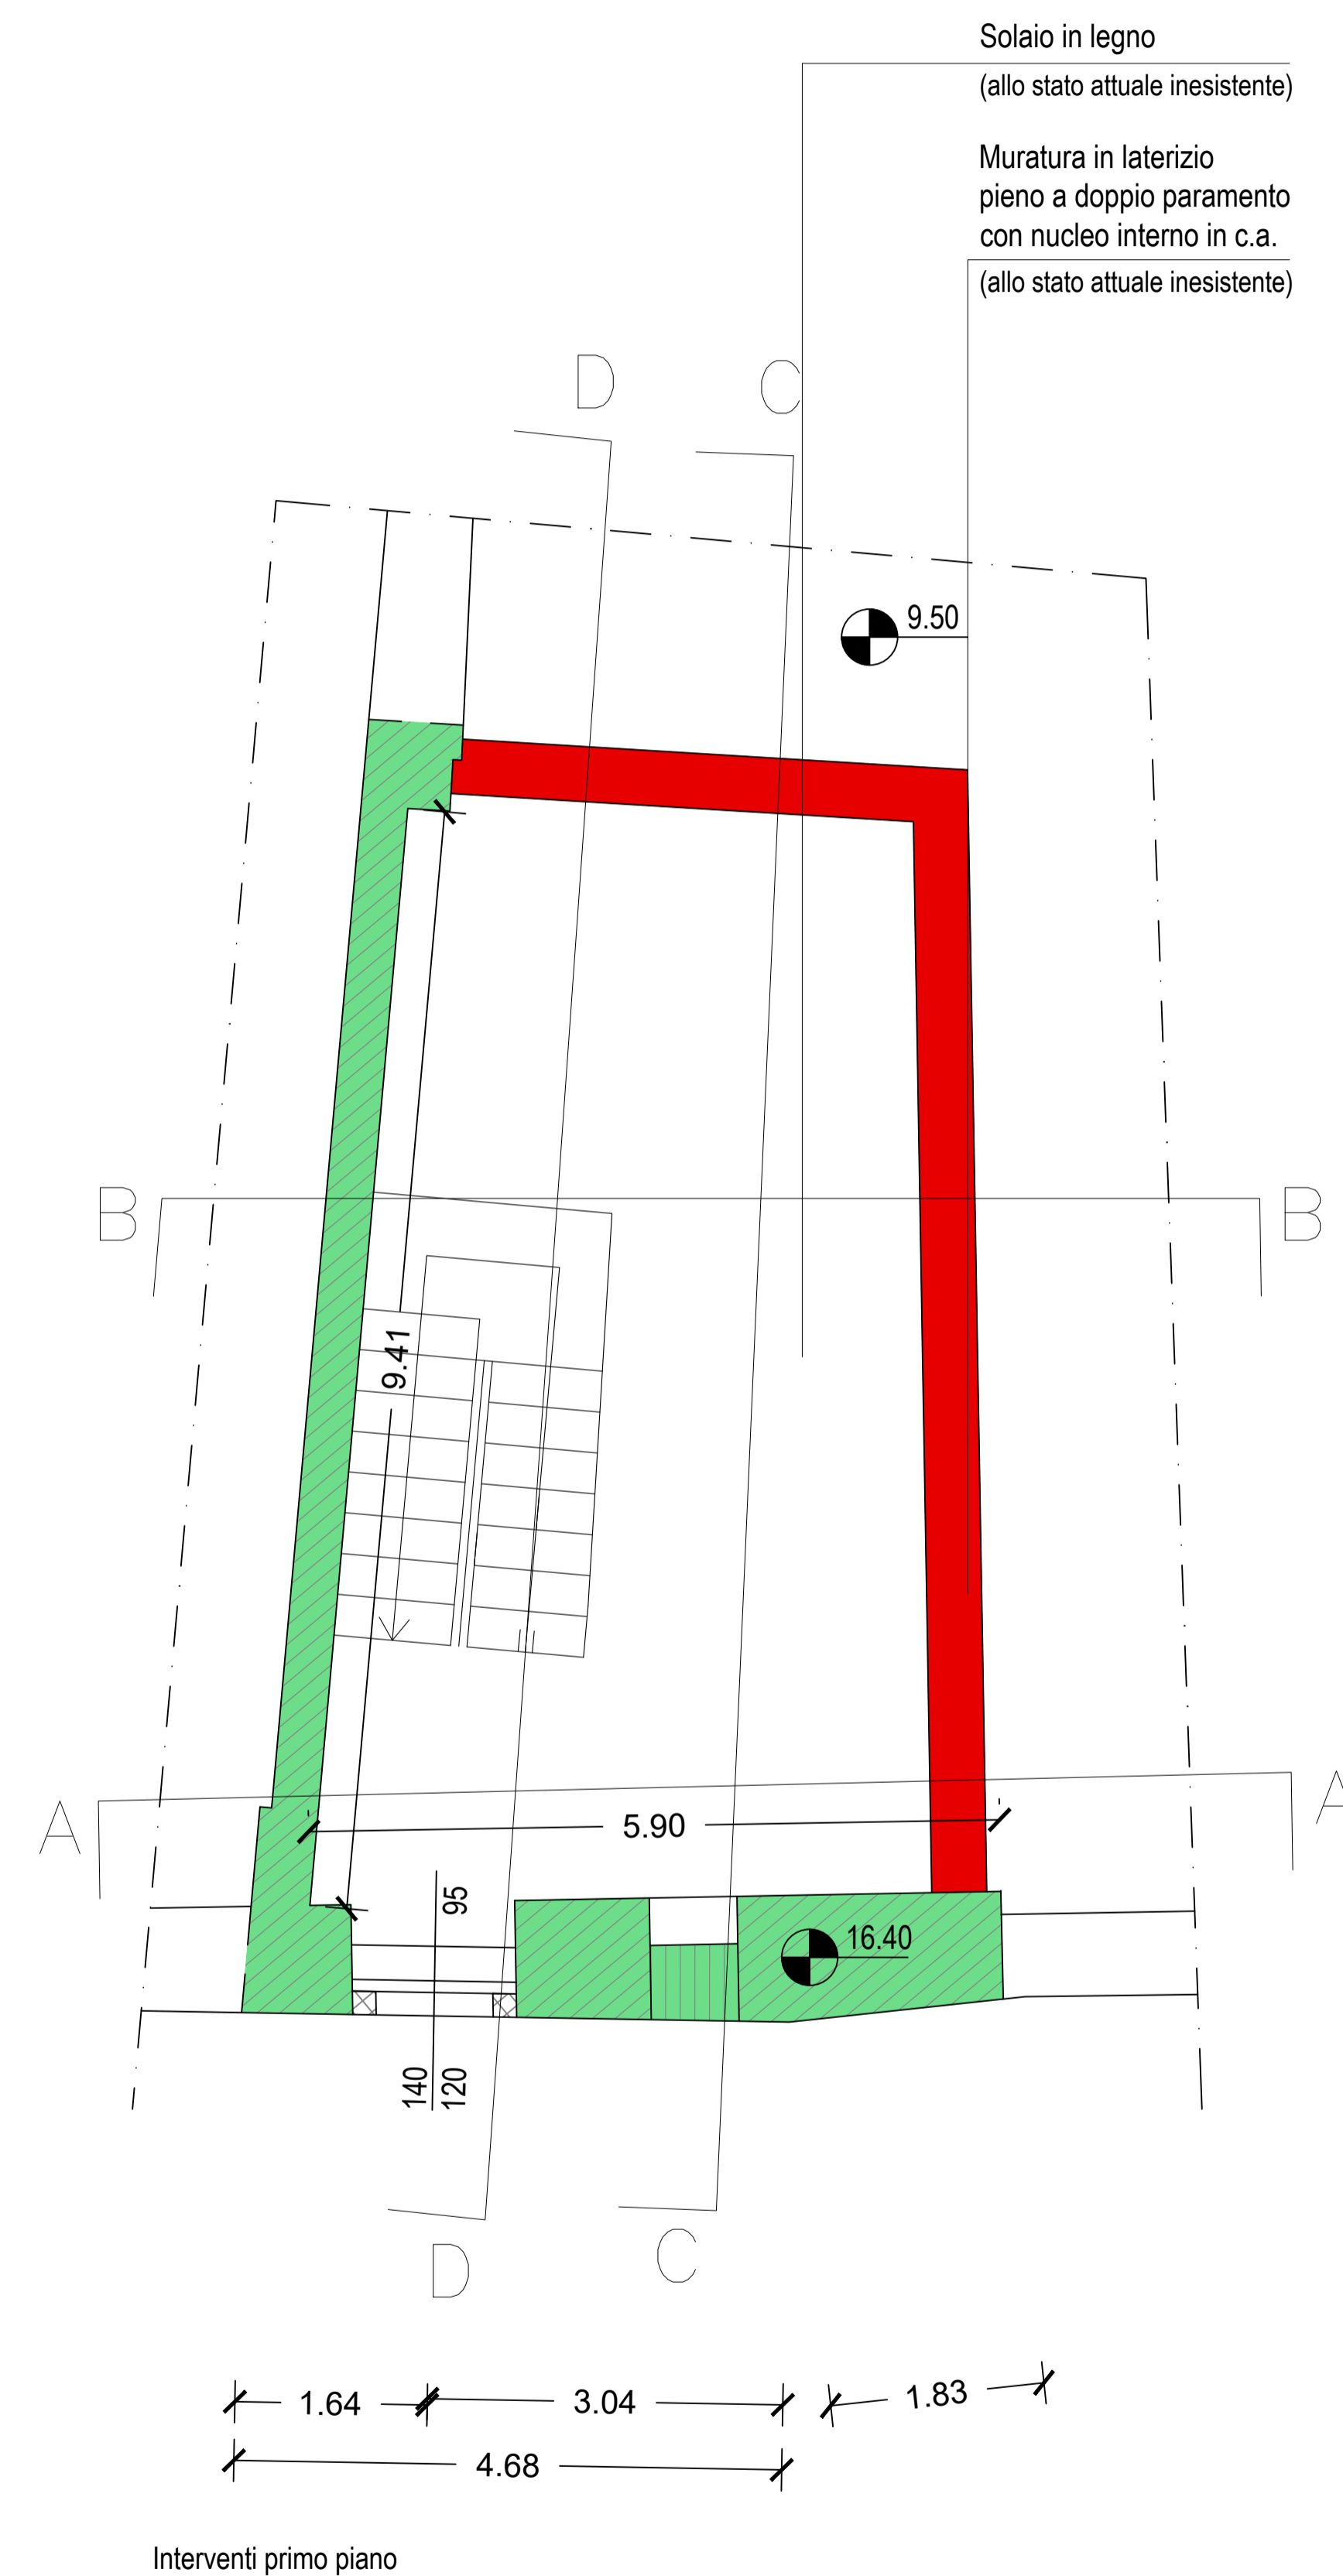 Solaio in legno
(allo stato attuale inesistente)
Muratura in laterizio
pieno a doppio paramento
con nucleo interno in c.a.
(allo stato attuale inesistente)
D
C
9.50
B
B
9.41
A
A
5.90
95
16.40
140
120
D
C
1.64
3.04
1.83
4.68
Interventi primo piano